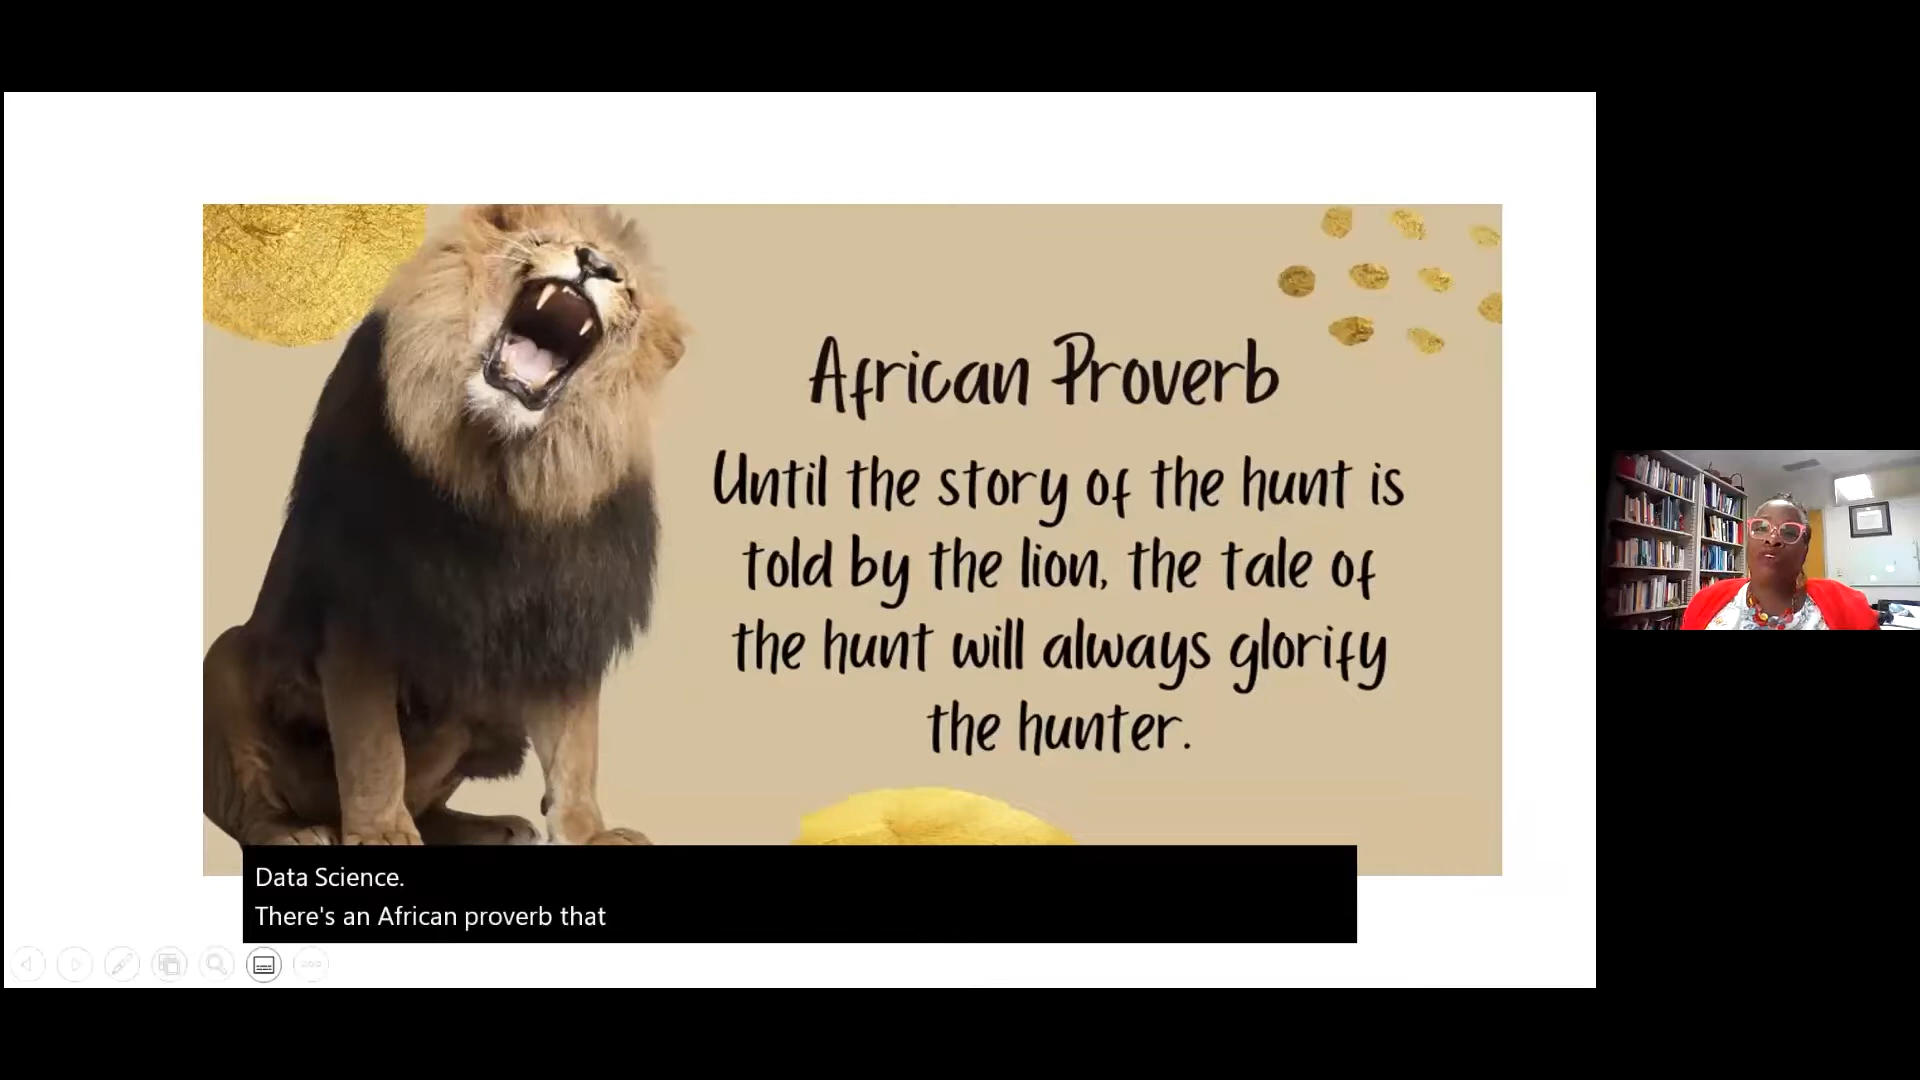 African Proverb
Until the story of the hunt is
told by the lion, the tale of
the hunt will always glorify
the hunter.
Data Science.
There's an African proverb that